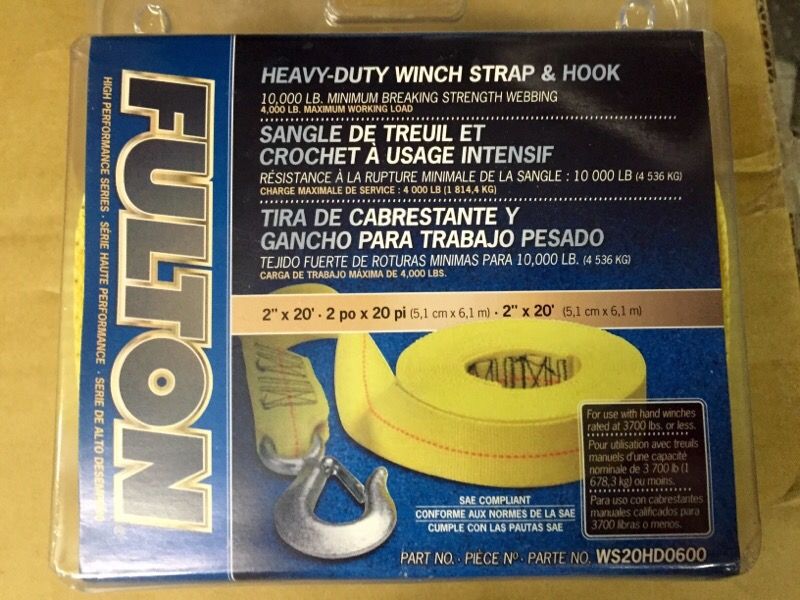 FULTON
HIGH PERFORMANCE SERIES · SÉRIE HAUTE PERFORMANCE · SERIE DE ALTO DESEMPEÑO
HEAVY-DUTY WINCH STRAP & HOOK
10,000 LB. MINIMUM BREAKING STRENGTH WEBBING
4,000 LB. MAXIMUM WORKING LOAD
SANGLE DE TREUIL ET
CROCHET À USAGE INTENSIF
RÉSISTANCE À LA RUPTURE MINIMALE DE LA SANGLE : 10 000 LB (4 536 KG)
CHARGE MAXIMALE DE SERVICE : 4 000 LB (1 814,4 KG)
TIRA DE CABRESTANTE Y
GANCHO PARA TRABAJO PESADO
TEJIDO FUERTE DE ROTURAS MINIMAS PARA 10,000 LB. (4 536 KG)
CARGA DE TRABAJO MÁXIMA DE 4,000 LBS.
2" x 20' · 2 po x 20 pi (5,1 cm x 6,1 m) · 2" x 20' (5,1 cm x 6,1 m)
For use with hand winches
rated at 3700 lbs. or less.
Pour utilisation avec treuils
manuels d'une capacité
nominale de 3 700 lb (1
678,3 kg) ou moins.
Para uso con cabrestantes
manuales calificados para
3700 libras o menos.
SAE COMPLIANT
CONFORME AUX NORMES DE LA SAE
CUMPLE CON LAS PAUTAS SAE
PART NO. · PIÈCE Nº · PARTE NO. WS20HD0600